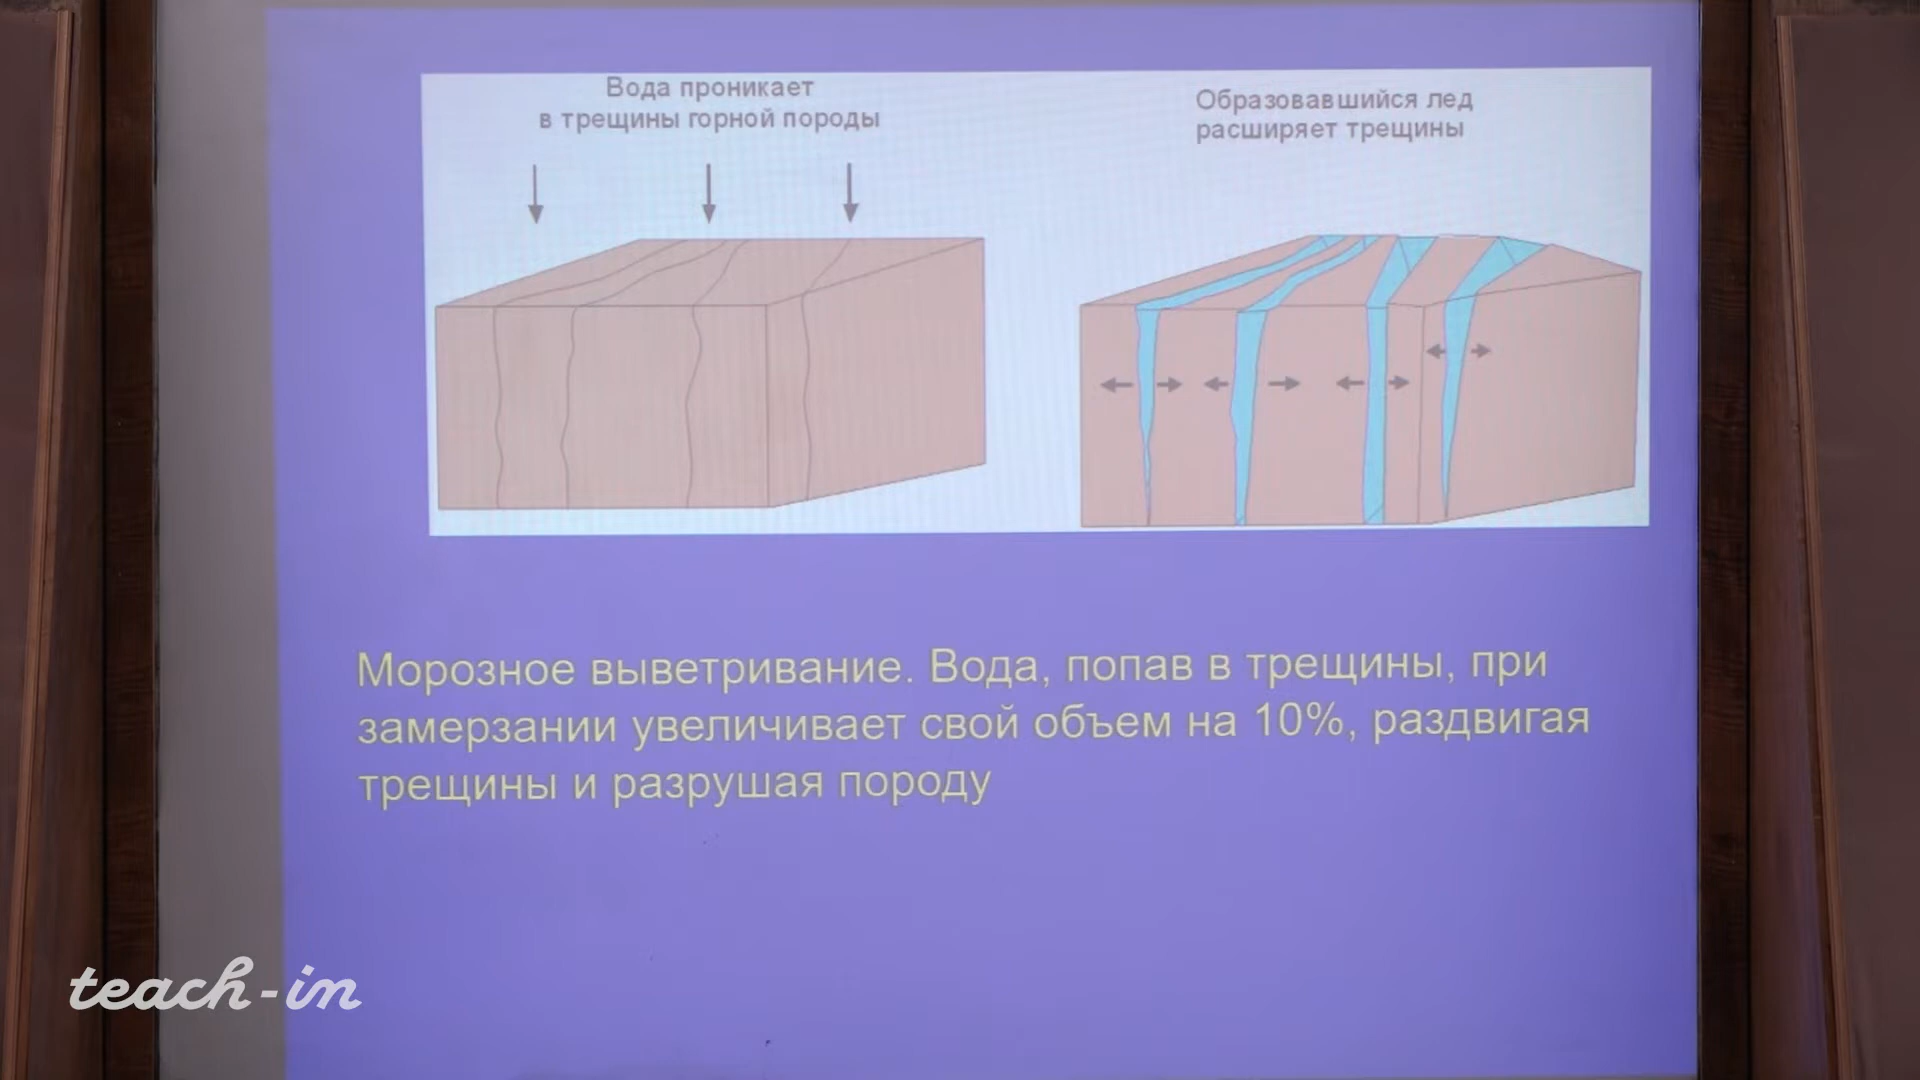 Вода проникает
в трещины горной породы
Образовавшийся лед
расширяет трещины
Морозное выветривание. Вода, попав в трещины, при
замерзании увеличивает свой объем на 10%, раздвигая
трещины и разрушая породу
teach-in